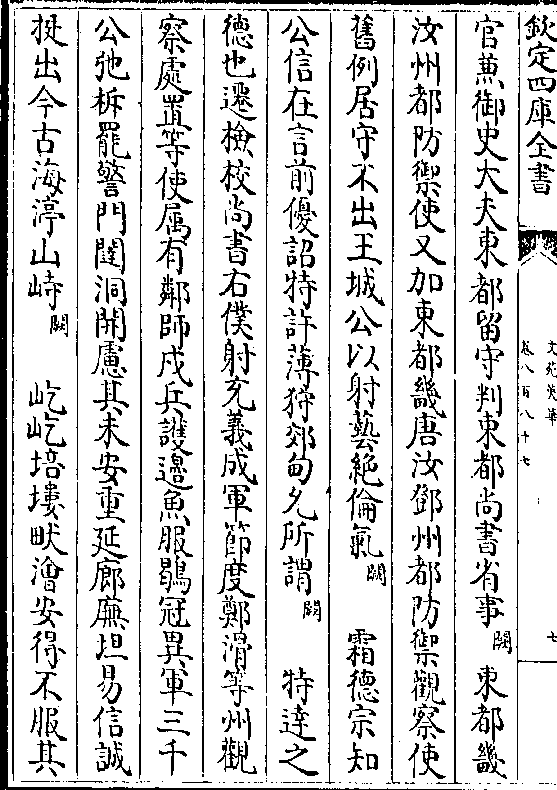 欽定四庫全書
文苑英華
卷八百八十七
七
官兼御史大夫東都留守判東都尚書省事闕東都畿
汝州都防禦使又加東都畿唐汝鄧州都防禦觀察使
舊例居守不出王城公以射藝絶倫氣闕霜德宗知
公信在言前優詔特許薄狩郊甸允所謂闕特達之
德也遷檢校尚書右僕射充義成軍節度鄭滑等州觀
察處置等使属有鄰師戍兵護邊魚服鶡冠異軍三千
公弛柝罷警門闥洞開慮其未安重延廊廡坦易信誠
挺出今古海渟山峙闕屹屹培塿畎澮安得不服其